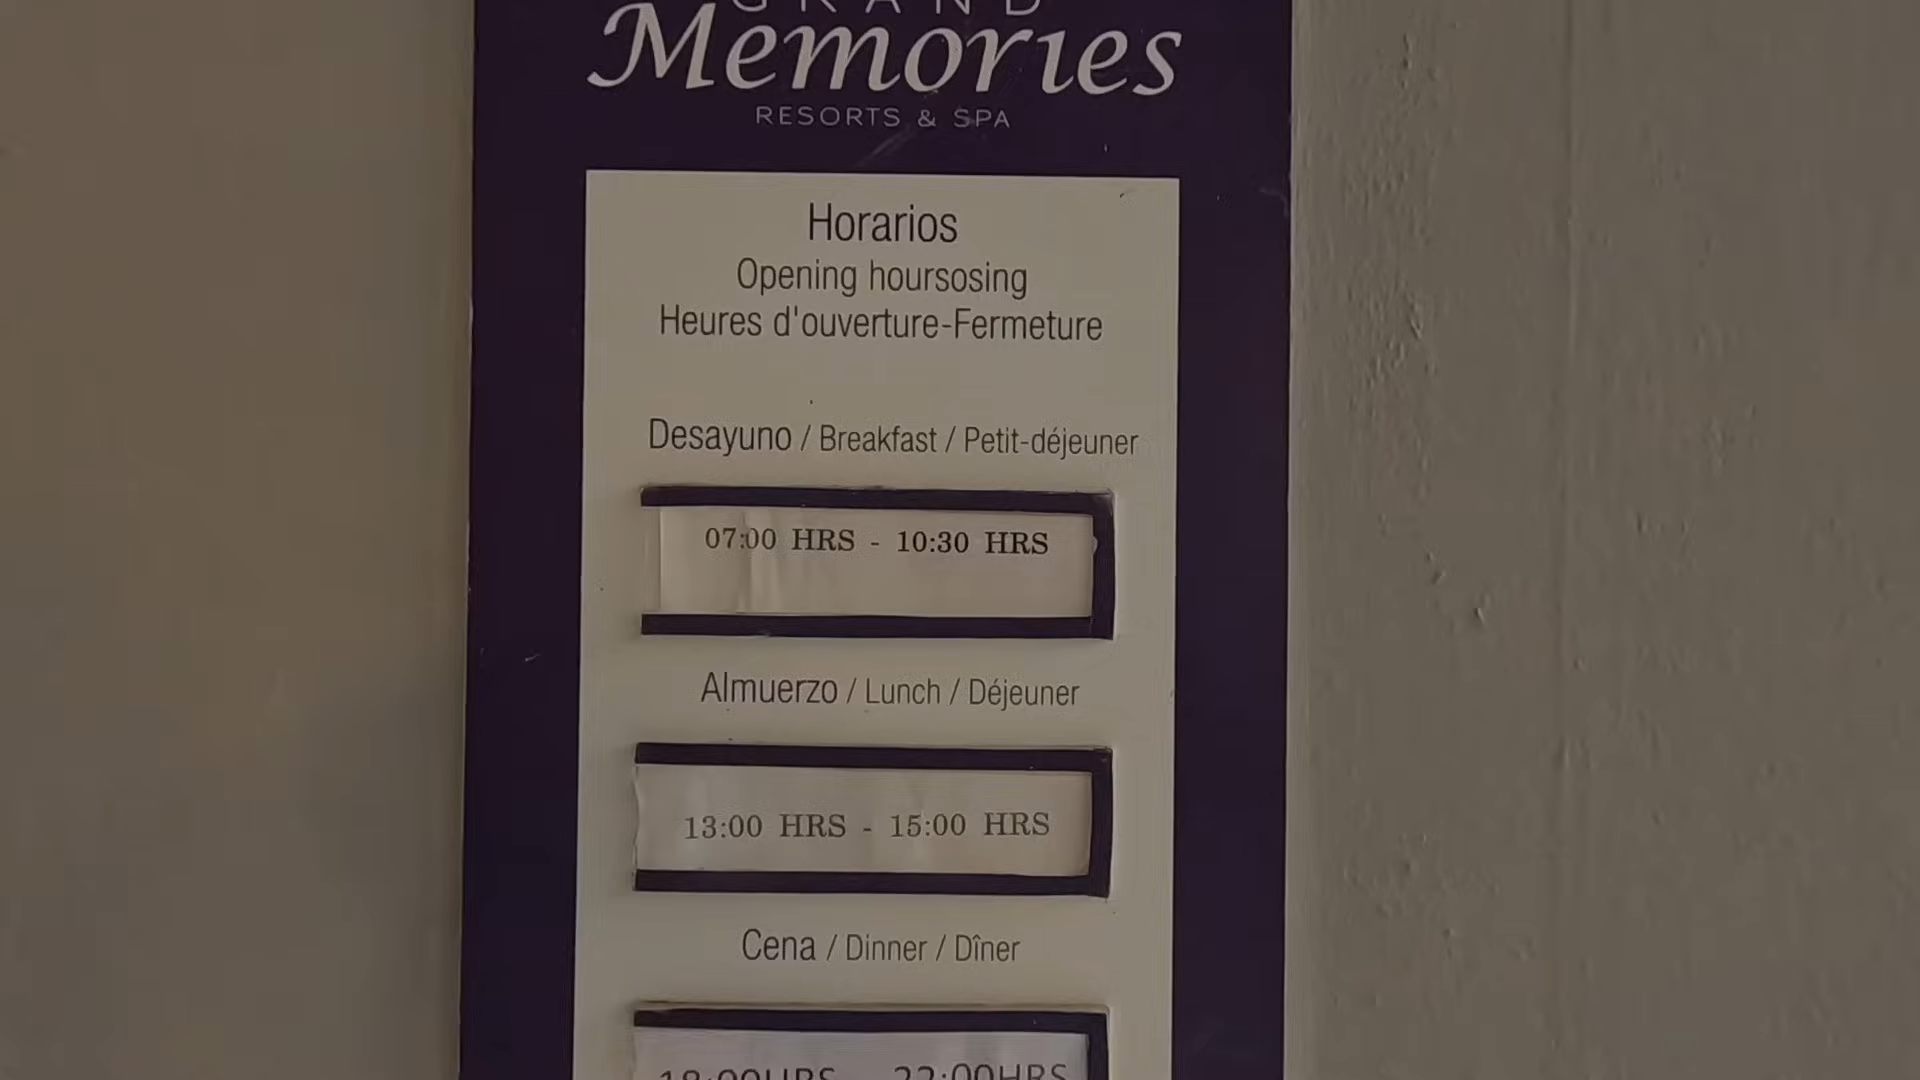 GRAND
Memories
RESORTS & SPA
Horarios
Opening hoursosing
Heures d'ouverture-Fermeture
Desayuno / Breakfast / Petit-déjeuner
07:00 HRS - 10:30 HRS
Almuerzo / Lunch / Déjeuner
13:00 HRS - 15:00 HRS
Cena / Dinner / Dîner
18:00HRS 22:00HRS